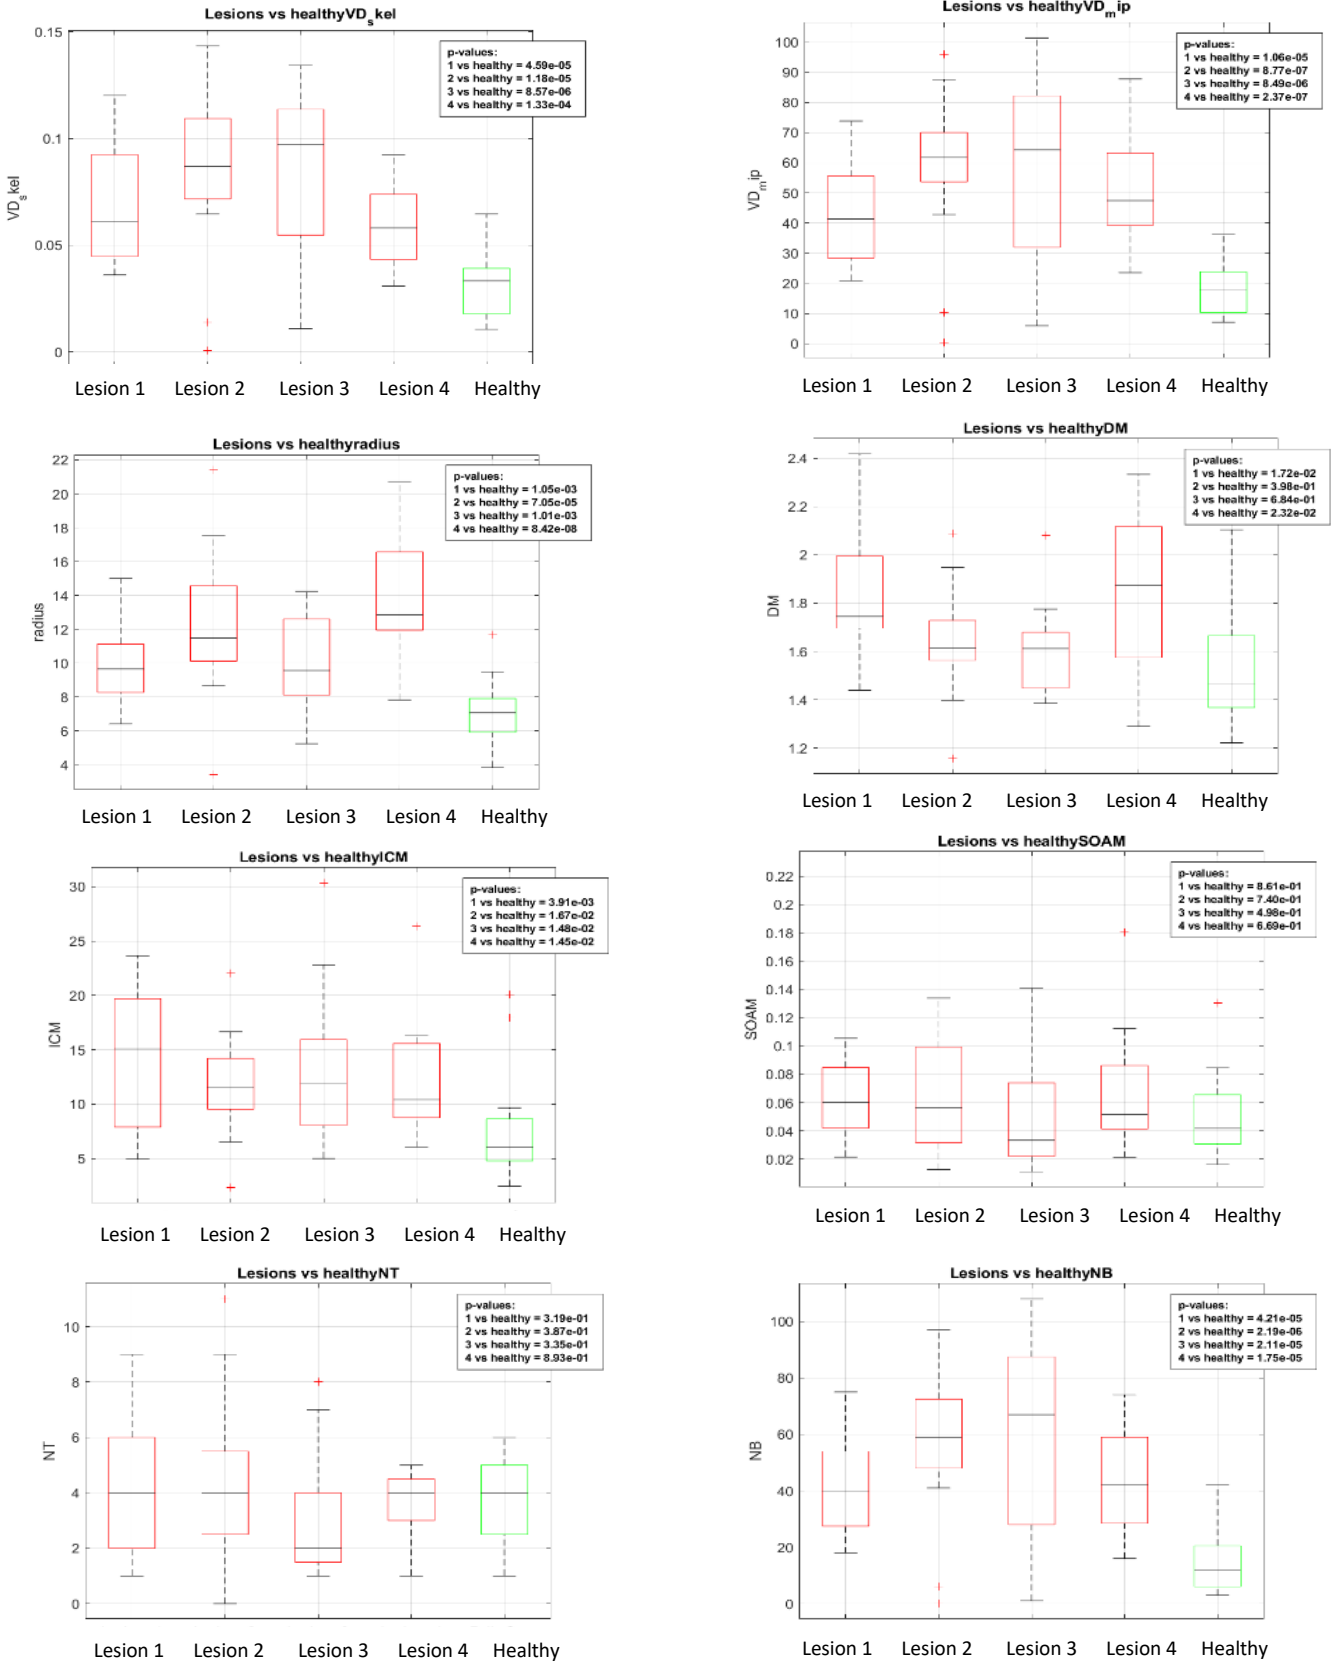 Lesions vs healthyVD_skel
0.15
0.1
0.05
0
VD_skel
p-values:
1 vs healthy = 4.59e-05
2 vs healthy = 1.18e-05
3 vs healthy = 8.57e-06
4 vs healthy = 1.33e-04
Lesion 1 Lesion 2 Lesion 3 Lesion 4 Healthy
Lesions vs healthyVD_mip
100
90
80
70
60
50
40
30
20
10
0
VD_mip
p-values:
1 vs healthy = 1.06e-05
2 vs healthy = 8.77e-07
3 vs healthy = 8.49e-06
4 vs healthy = 2.37e-07
Lesion 1 Lesion 2 Lesion 3 Lesion 4 Healthy
Lesions vs healthyradius
22
20
18
16
14
12
10
8
6
4
radius
p-values:
1 vs healthy = 1.05e-03
2 vs healthy = 7.05e-05
3 vs healthy = 1.01e-03
4 vs healthy = 8.42e-08
Lesion 1 Lesion 2 Lesion 3 Lesion 4 Healthy
Lesions vs healthyDM
2.4
2.2
2
1.8
1.6
1.4
1.2
DM
p-values:
1 vs healthy = 1.72e-02
2 vs healthy = 3.98e-01
3 vs healthy = 6.84e-01
4 vs healthy = 2.32e-02
Lesion 1 Lesion 2 Lesion 3 Lesion 4 Healthy
Lesions vs healthyICM
30
25
20
15
10
5
ICM
p-values:
1 vs healthy = 3.91e-03
2 vs healthy = 1.67e-02
3 vs healthy = 1.48e-02
4 vs healthy = 1.45e-02
Lesion 1 Lesion 2 Lesion 3 Lesion 4 Healthy
Lesions vs healthySOAM
0.22
0.2
0.18
0.16
0.14
0.12
0.1
0.08
0.06
0.04
0.02
SOAM
p-values:
1 vs healthy = 8.61e-01
2 vs healthy = 7.40e-01
3 vs healthy = 4.98e-01
4 vs healthy = 6.69e-01
Lesion 1 Lesion 2 Lesion 3 Lesion 4 Healthy
Lesions vs healthyNT
10
8
6
4
2
0
NT
p-values:
1 vs healthy = 3.19e-01
2 vs healthy = 3.87e-01
3 vs healthy = 3.35e-01
4 vs healthy = 8.93e-01
Lesion 1 Lesion 2 Lesion 3 Lesion 4 Healthy
Lesions vs healthyNB
100
80
60
40
20
0
NB
p-values:
1 vs healthy = 4.21e-05
2 vs healthy = 2.19e-06
3 vs healthy = 2.11e-05
4 vs healthy = 1.75e-05
Lesion 1 Lesion 2 Lesion 3 Lesion 4 Healthy